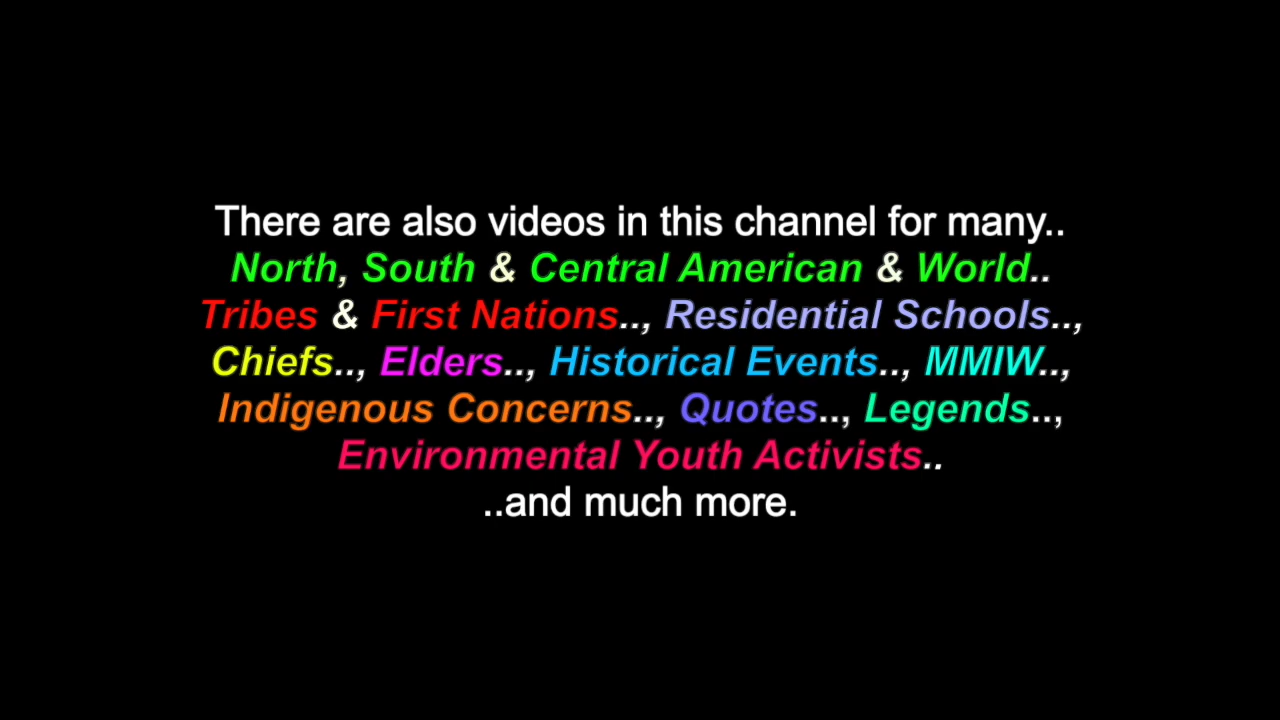 There are also videos in this channel for many..
North, South & Central American & World..
Tribes & First Nations.., Residential Schools..,
Chiefs.., Elders.., Historical Events.., MMIW..,
Indigenous Concerns.., Quotes.., Legends..,
Environmental Youth Activists..
..and much more.